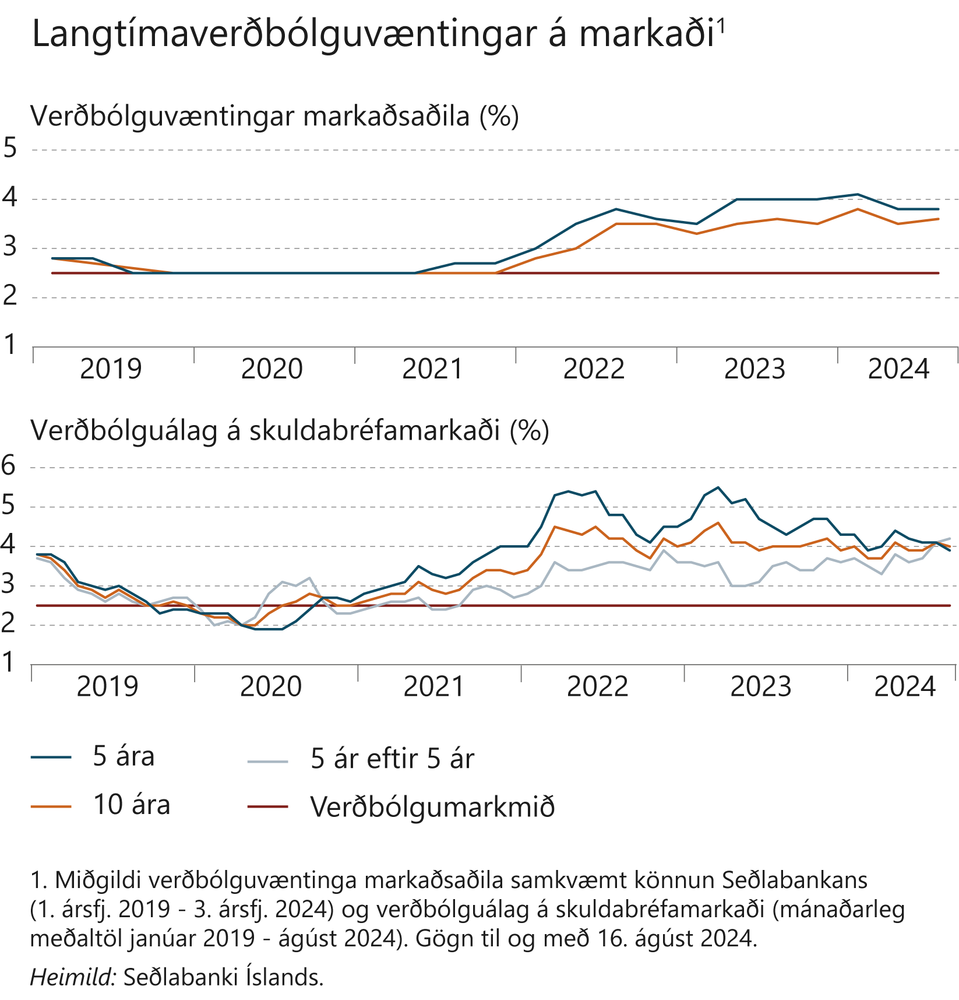 Langtímaverðbólguvæntingar á markaði¹
Verðbólguvæntingar markaðsaðila (%)
5
4
3
2
1
2019 2020 2021 2022 2023 2024
Verðbólguálag á skuldabréfamarkaði (%)
6
5
4
3
2
1
2019 2020 2021 2022 2023 2024
5 ára
5 ár eftir 5 ár
10 ára
Verðbólgumarkmið
1. Miðgildi verðbólguvæntinga markaðsaðila samkvæmt könnun Seðlabankans
(1. ársfj. 2019 - 3. ársfj. 2024) og verðbólguálag á skuldabréfamarkaði (mánaðarleg
meðaltöl janúar 2019 - ágúst 2024). Gögn til og með 16. ágúst 2024.
Heimild: Seðlabanki Íslands.